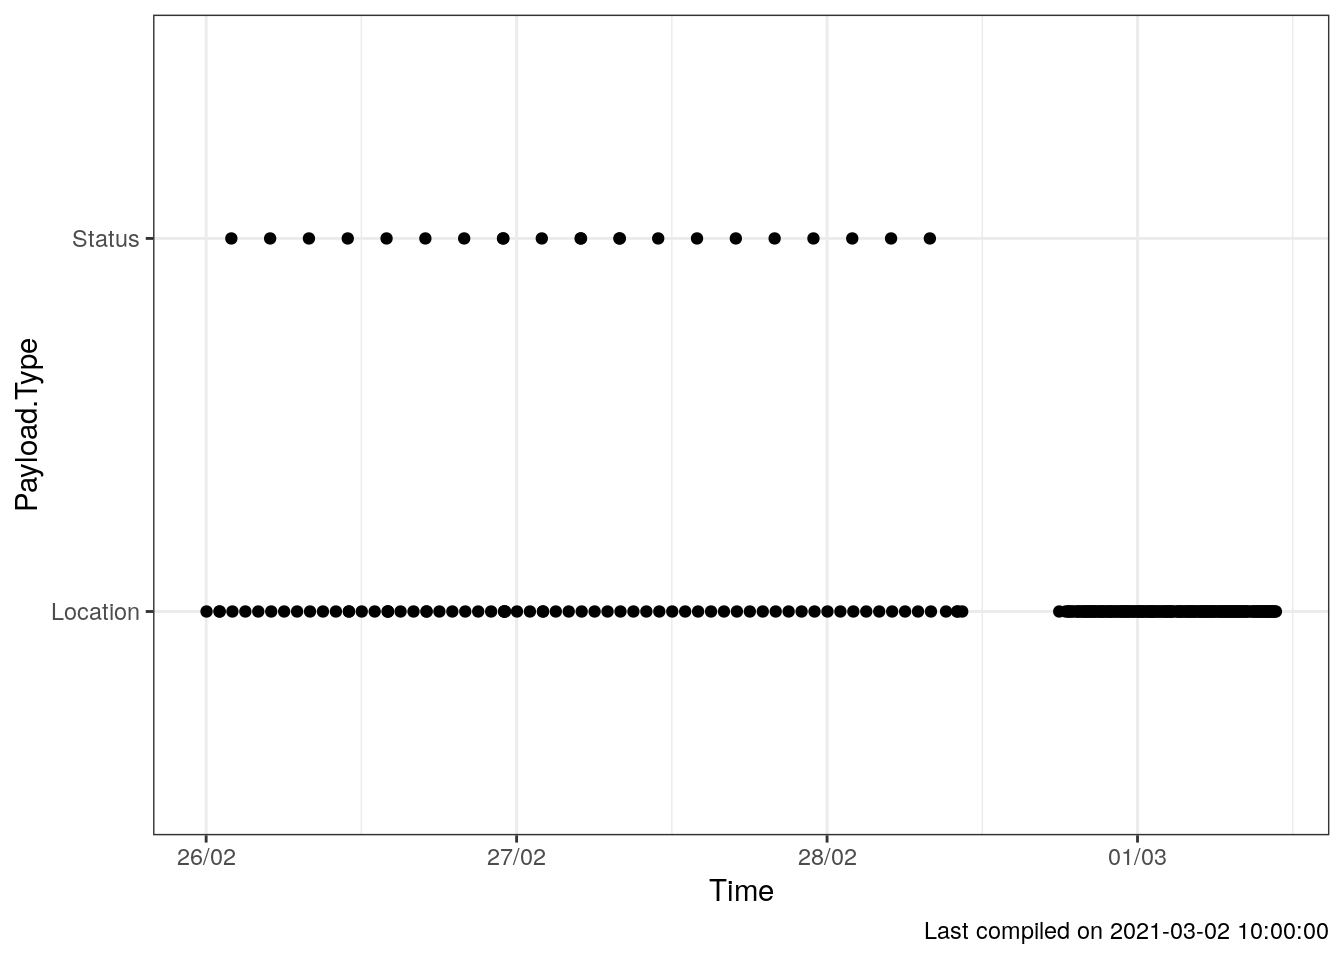 Status
Location
Payload.Type
26/02
27/02
28/02
01/03
Time
Last compiled on 2021-03-02 10:00:00